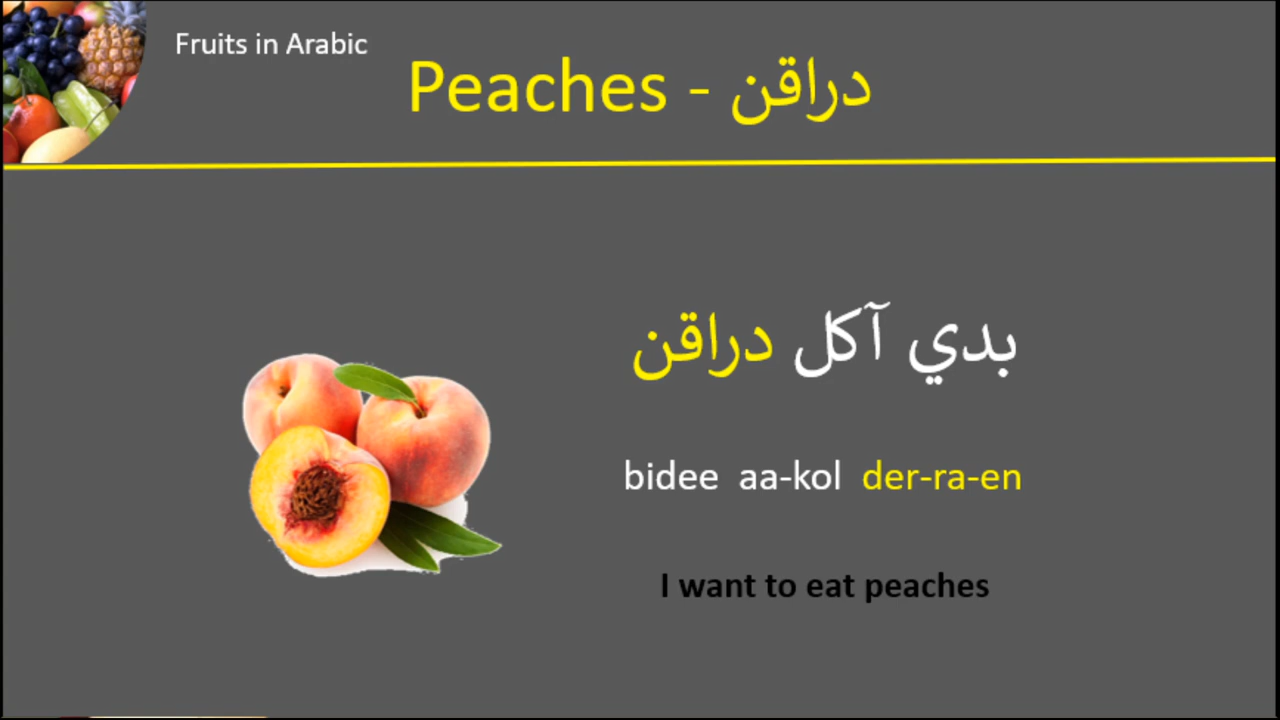 Fruits in Arabic
Peaches - دراقن
بدي آكل دراقن
bidee aa-kol der-ra-en
I want to eat peaches